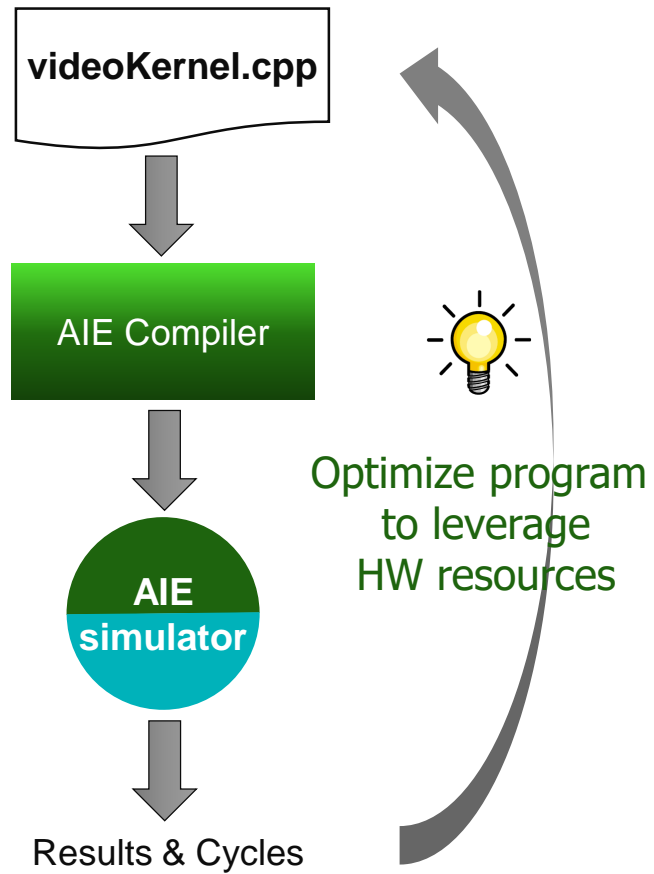 videoKernel.cpp
AIE Compiler
Optimize program
to leverage
HW resources
AIE
simulator
Results & Cycles